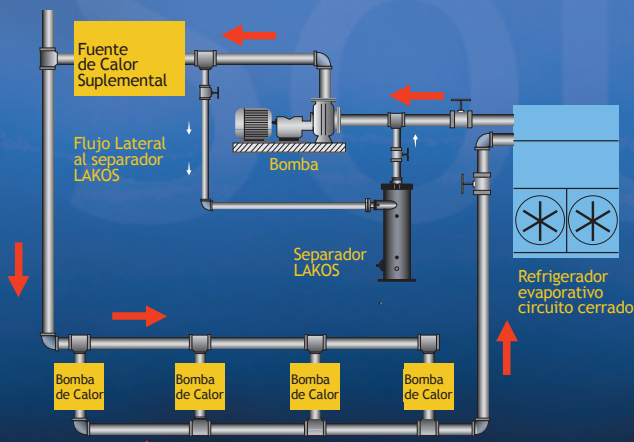 Fuente
de Calor
Suplemental
Flujo Lateral
al separador
LAKOS
Bomba
Separador
LAKOS
Refrigerador
evaporativo
circuito cerrado
Bomba
de Calor
Bomba
de Calor
Bomba
de Calor
Bomba
de Calor